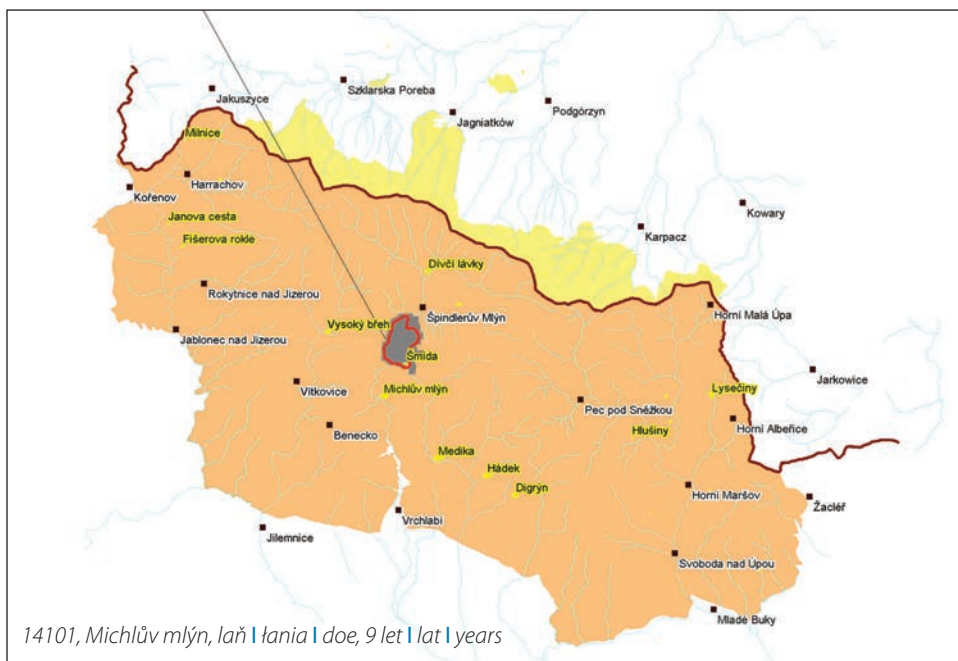 Szklarska Poreba
Jakuszyce
Podgórzyn
Jagniatków
Milnice
Harrachov
Kořenov
Kowary
Janova cesta
Karpacz
Fišerova rokle
Dívčí lávky
Rokytnice nad Jizerou
Špindlerův Mlýn
Horní Malá Úpa
Vysoký břeh
Jablonec nad Jizerou
Šmída
Jarkowice
Vítkovice
Michlův mlýn
Lysečiny
Pec pod Sněžkou
Horní Albeřice
Benecko
Hlušiny
Medika
Hádek
Horní Maršov
Digrýn
Žacléř
Vrchlabí
Jilemnice
Svoboda nad Úpou
Mladé Buky
14101, Michlův mlýn, laň I łania I doe, 9 let I lat I years